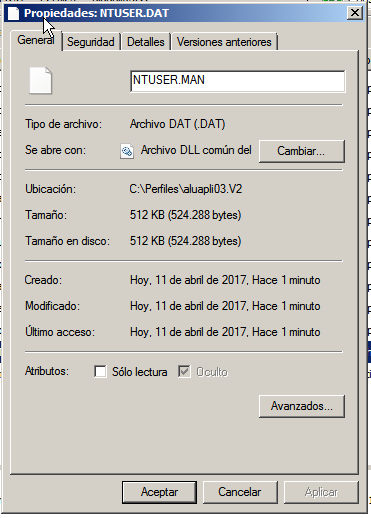 Propiedades: NTUSER.DAT
General Seguridad Detalles Versiones anteriores
NTUSER.MAN
Tipo de archivo: Archivo DAT (.DAT)
Se abre con: Archivo DLL común del Cambiar...
Ubicación: C:\Perfiles\aluapli03.V2
Tamaño: 512 KB (524.288 bytes)
Tamaño en disco: 512 KB (524.288 bytes)
Creado: Hoy, 11 de abril de 2017, Hace 1 minuto
Modificado: Hoy, 11 de abril de 2017, Hace 1 minuto
Último acceso: Hoy, 11 de abril de 2017, Hace 1 minuto
Atributos: Sólo lectura Oculto
Avanzados...
Aceptar Cancelar Aplicar